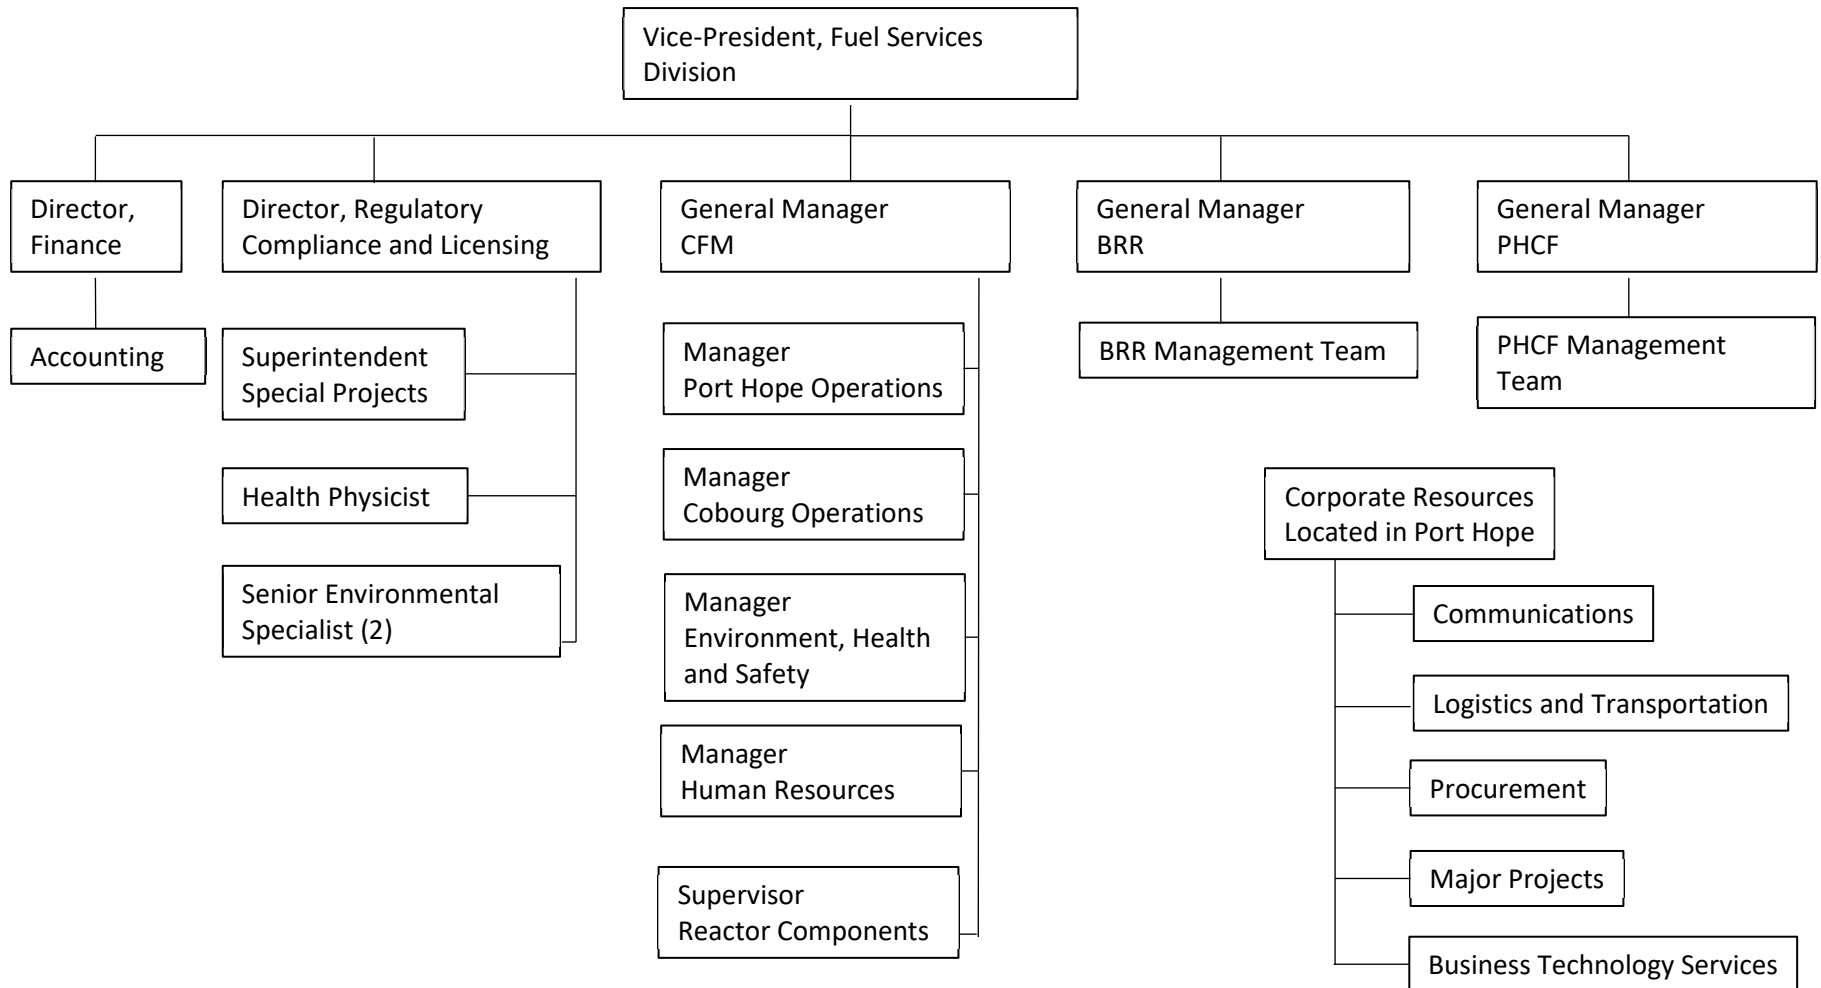 Vice-President, Fuel Services
Division
Director,
Finance
Director, Regulatory
Compliance and Licensing
General Manager
CFM
General Manager
BRR
General Manager
PHCF
Accounting
Superintendent
Special Projects
Health Physicist
Senior Environmental
Specialist (2)
Manager
Port Hope Operations
Manager
Cobourg Operations
Manager
Environment, Health
and Safety
Manager
Human Resources
Supervisor
Reactor Components
BRR Management Team
PHCF Management
Team
Corporate Resources
Located in Port Hope
Communications
Logistics and Transportation
Procurement
Major Projects
Business Technology Services